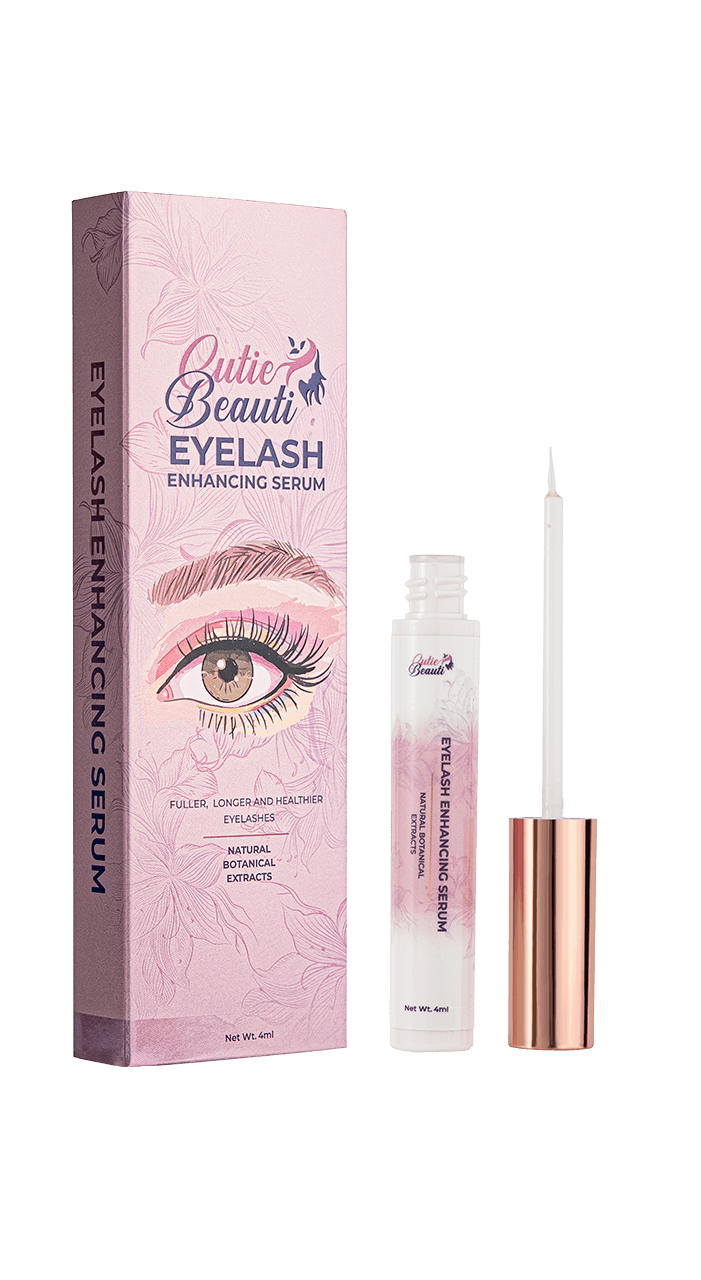 EYELASH ENHANCING SERUM
Cutie
Beauti
EYELASH
ENHANCING SERUM
FULLER, LONGER AND HEALTHIER
EYELASHES
NATURAL
BOTANICAL
EXTRACTS
Net Wt. 4ml
Cutie
Beauti
EYELASH ENHANCING SERUM
NATURAL BOTANICAL
EXTRACTS
Net Wt. 4ml